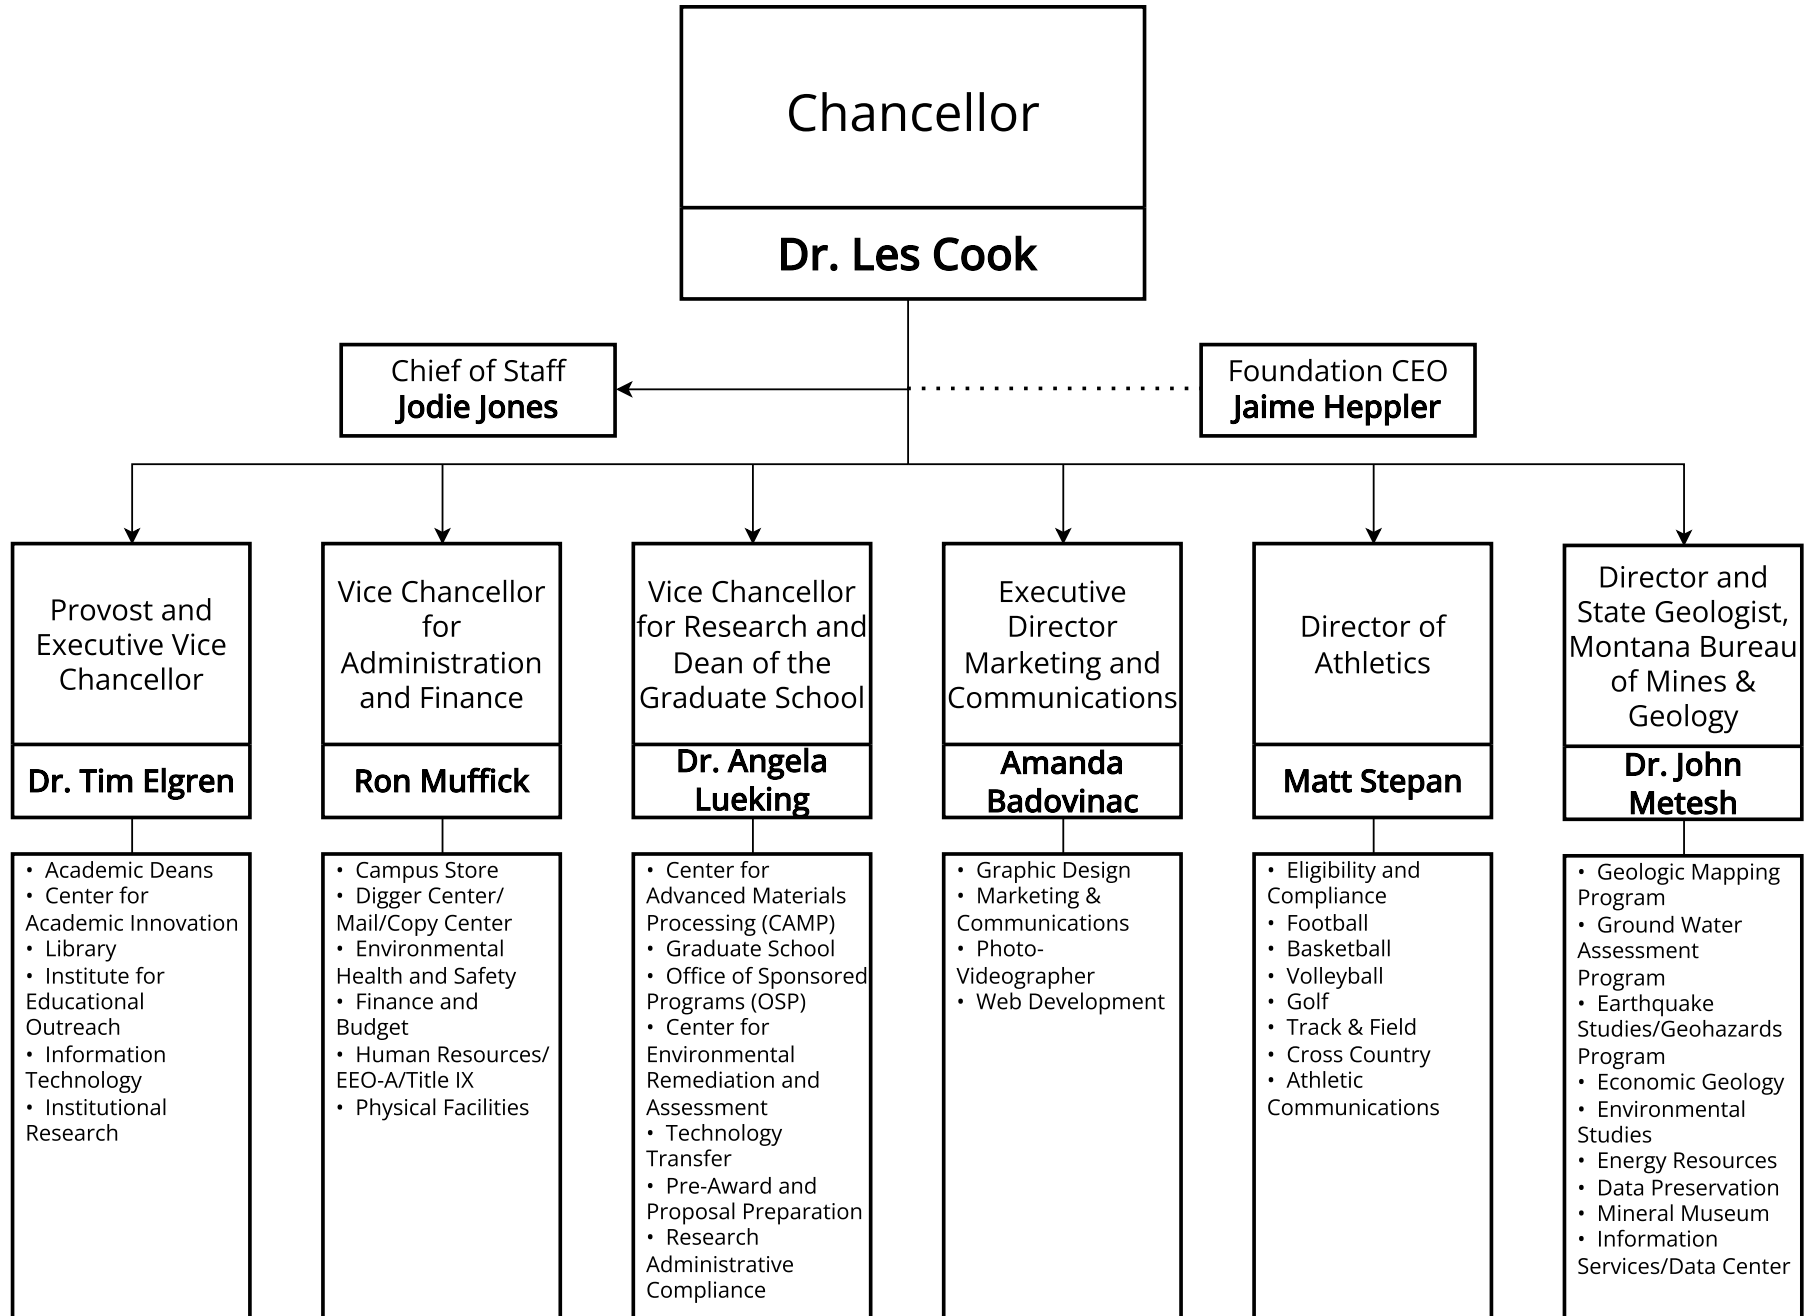 Chancellor
Dr. Les Cook
Chief of Staff
Jodie Jones
Foundation CEO
Jaime Heppler
Provost and
Executive Vice
Chancellor
Dr. Tim Elgren
• Academic Deans
• Center for
Academic Innovation
• Library
• Institute for
Educational
Outreach
• Information
Technology
• Institutional
Research
Vice Chancellor
for
Administration
and Finance
Ron Muffick
• Campus Store
• Digger Center/
Mail/Copy Center
• Environmental
Health and Safety
• Finance and
Budget
• Human Resources/
EEO-A/Title IX
• Physical Facilities
Vice Chancellor
for Research and
Dean of the
Graduate School
Dr. Angela
Lueking
• Center for
Advanced Materials
Processing (CAMP)
• Graduate School
• Office of Sponsored
Programs (OSP)
• Center for
Environmental
Remediation and
Assessment
• Technology
Transfer
• Pre-Award and
Proposal Preparation
• Research
Administrative
Compliance
Executive
Director
Marketing and
Communications
Amanda
Badovinac
• Graphic Design
• Marketing &
Communications
• Photo-
Videographer
• Web Development
Director of
Athletics
Matt Stepan
• Eligibility and
Compliance
• Football
• Basketball
• Volleyball
• Golf
• Track & Field
• Cross Country
• Athletic
Communications
Director and
State Geologist,
Montana Bureau
of Mines &
Geology
Dr. John
Metesh
• Geologic Mapping
Program
• Ground Water
Assessment
Program
• Earthquake
Studies/Geohazards
Program
• Economic Geology
• Environmental
Studies
• Energy Resources
• Data Preservation
• Mineral Museum
• Information
Services/Data Center